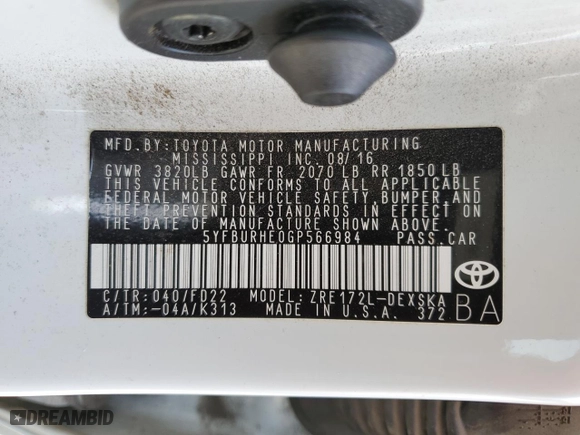 MFD.BY:TOYOTA MOTOR MANUFACTURING
MISSISSIPPI INC. 08/16
GVWR 3820LB GAWR FR 2070 LB RR 1850 LB
THIS VEHICLE CONFORMS TO ALL APPLICABLE
FEDERAL MOTOR VEHICLE SAFETY, BUMPER, AND
THEFT PREVENTION STANDARDS IN EFFECT ON
THE DATE OF MANUFACTURE SHOWN ABOVE.
5YFBURHE0GP566984 PASS.CAR
C/TR:040/FD22 MODEL:ZRE172L-DEXSKA
A/TM:-04A/K313 MADE IN U.S.A. 372
BA
DREAMBID